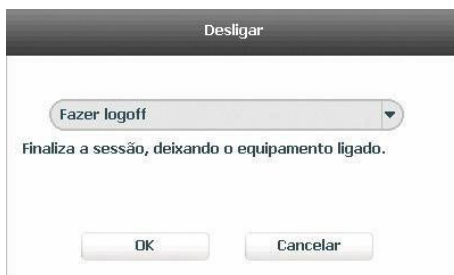 Desligar
Fazer logoff
Finaliza a sessão, deixando o equipamento ligado.
OK
Cancelar